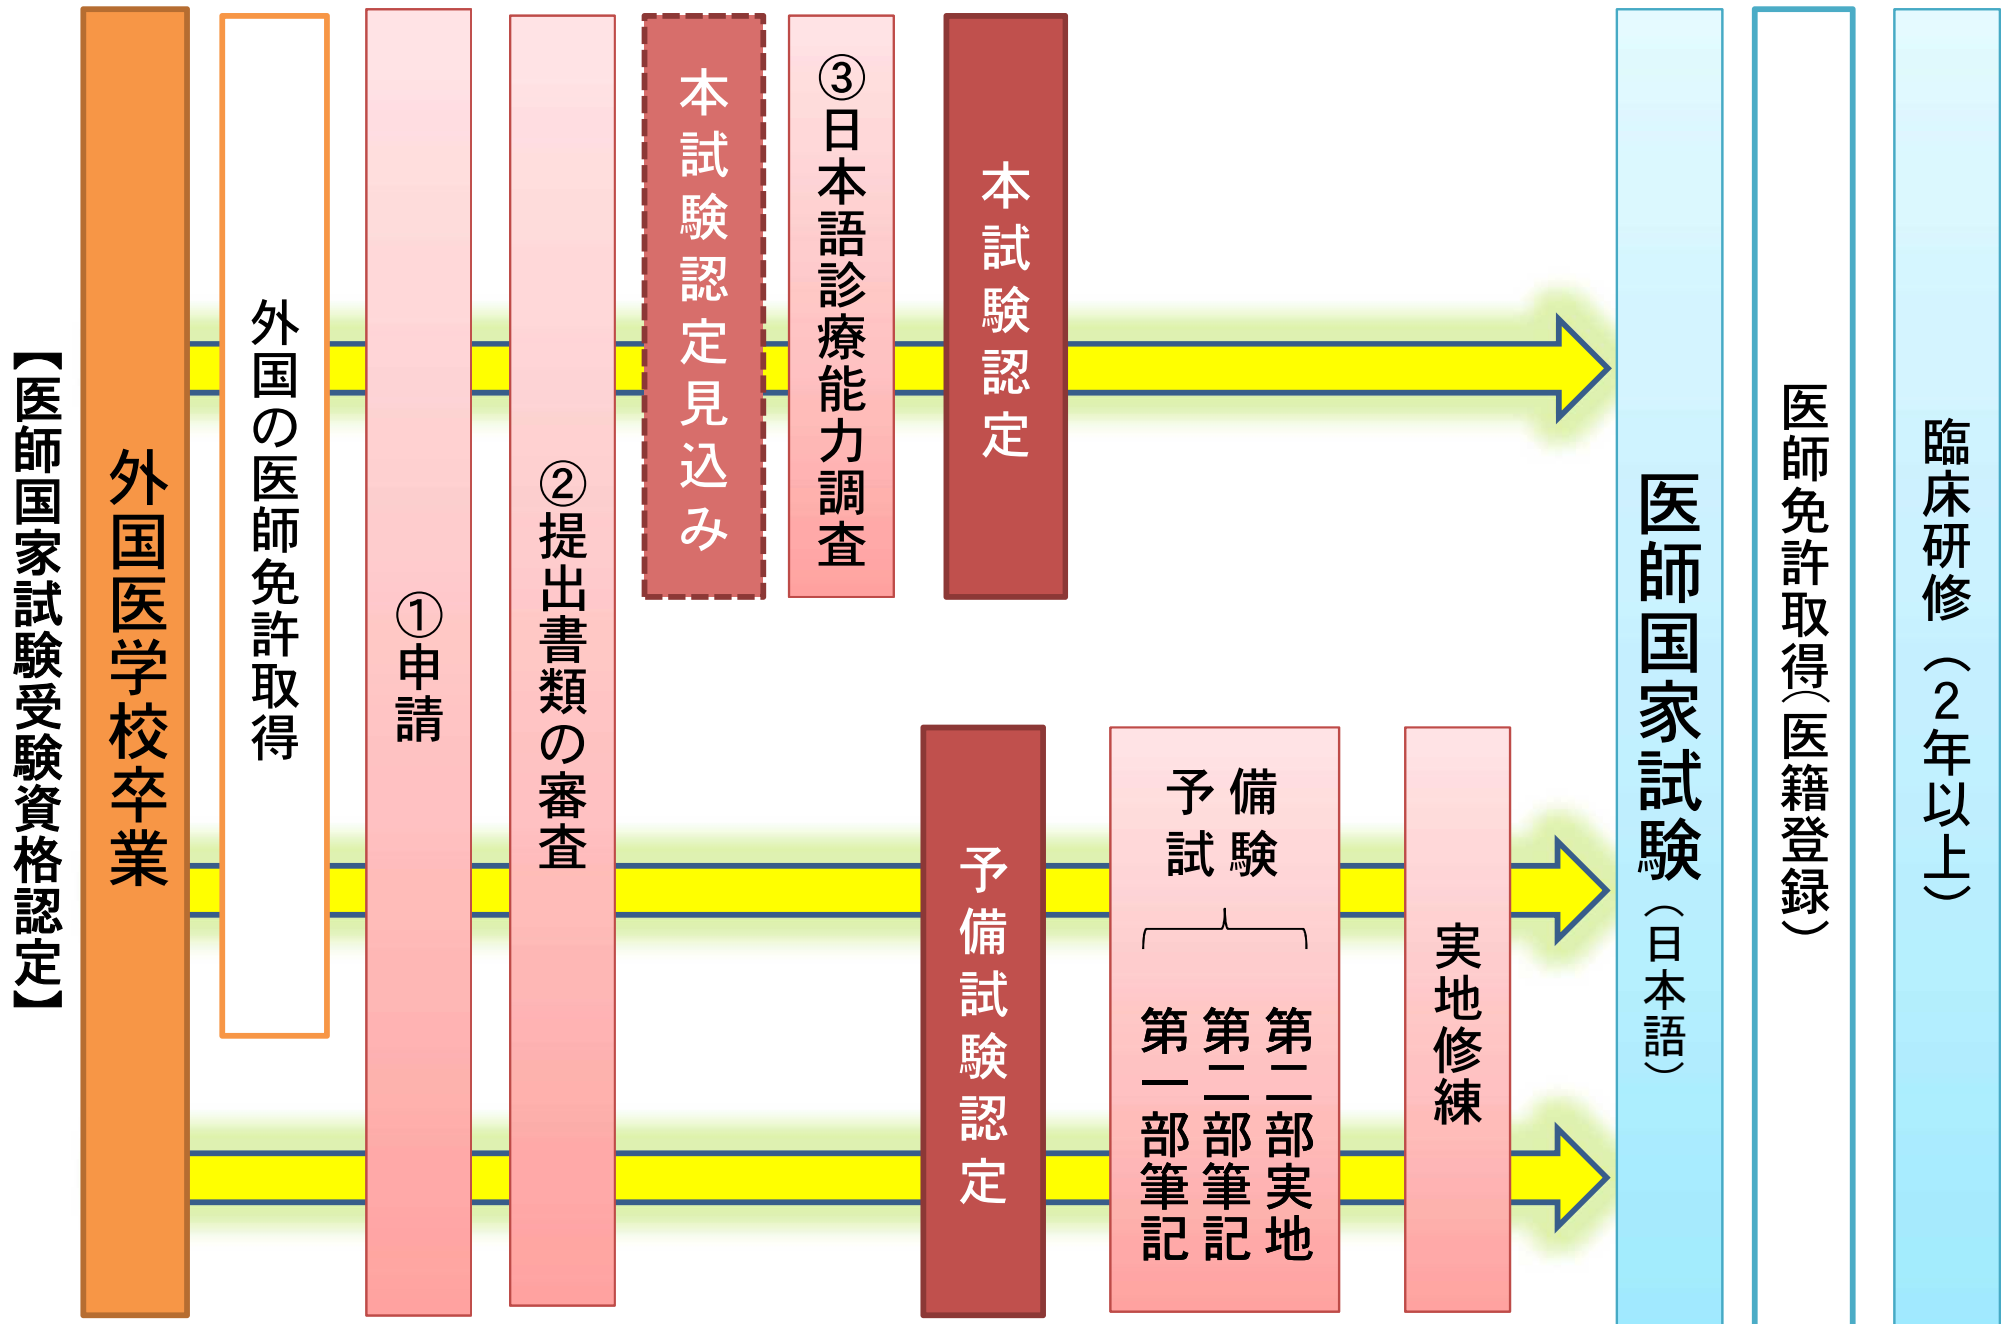 【医師国家試験受験資格認定】
外国医学校卒業
外国の医師免許取得
①申請
②提出書類の審査
本試験認定見込み
③日本語診療能力調査
本試験認定
予備試験認定
予備
試験
第一部筆記
第二部筆記
第二部実地
実地修練
医師国家試験（日本語）
医師免許取得（医籍登録）
臨床研修（２年以上）